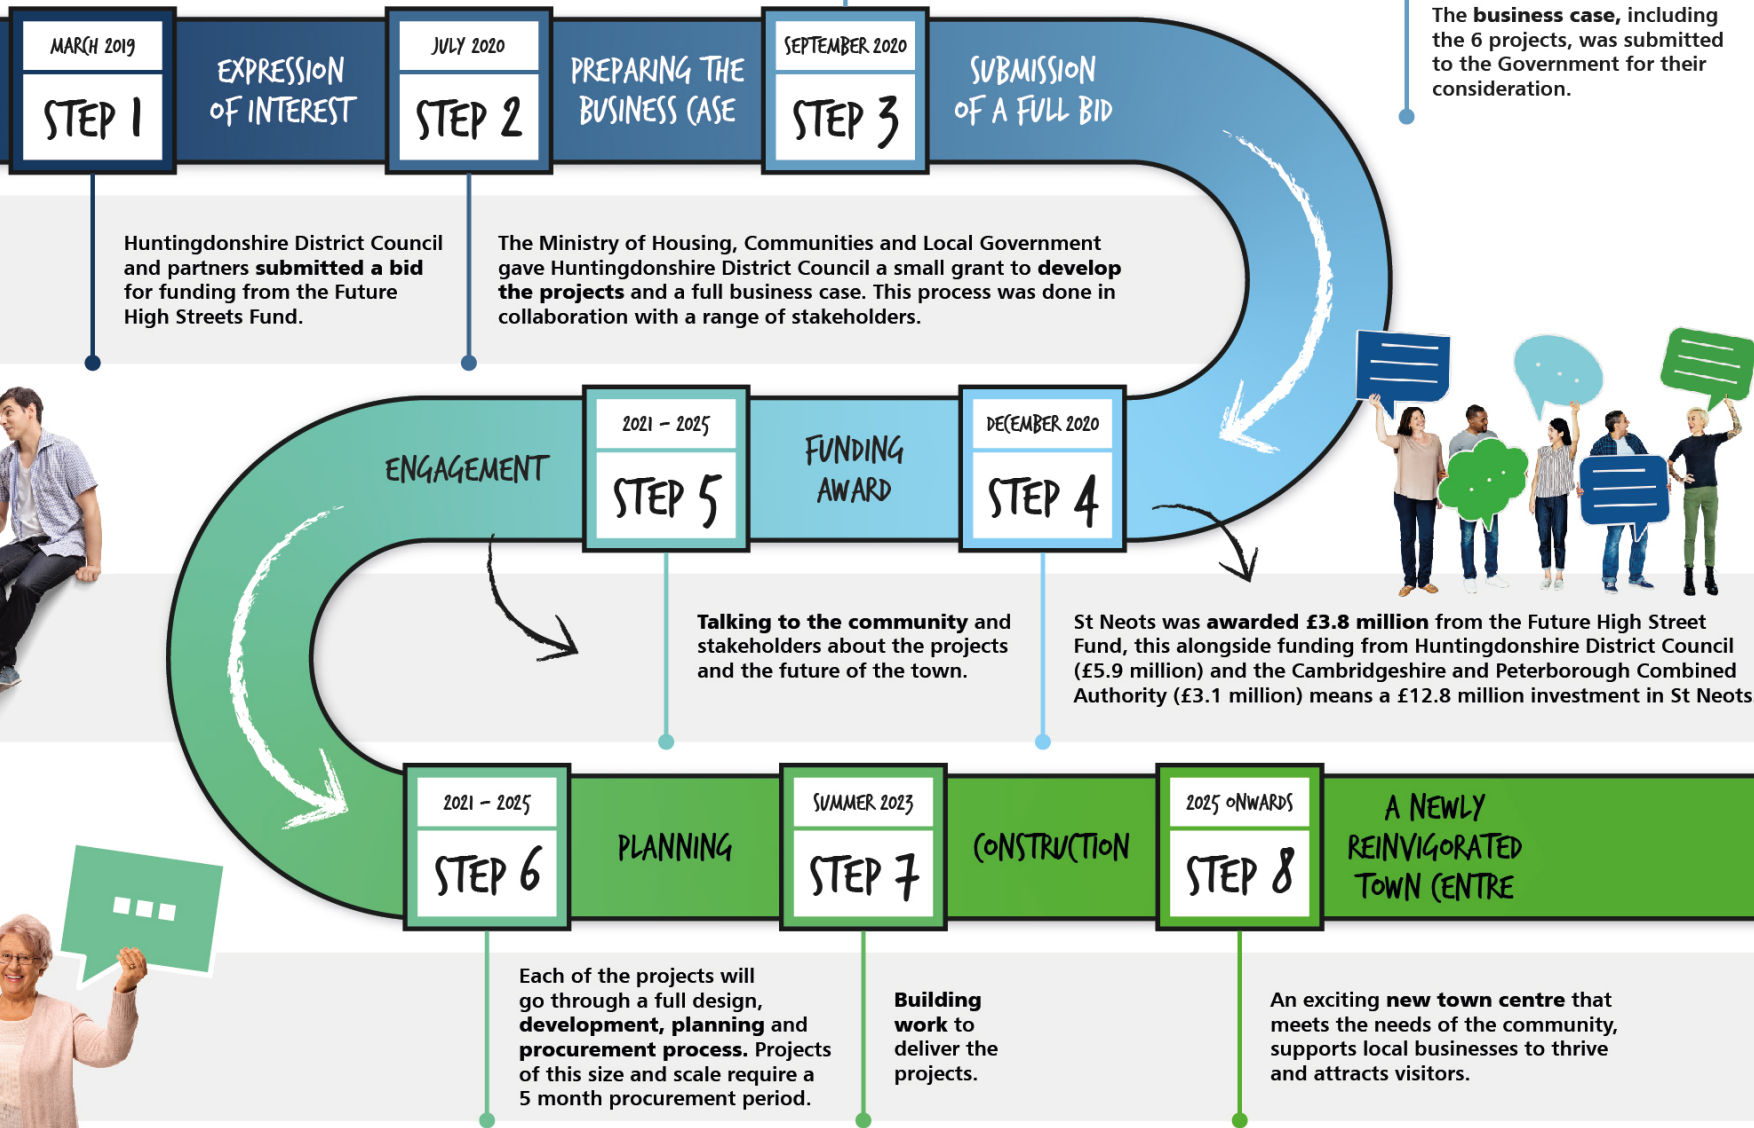 The business case, including
the 6 projects, was submitted
to the Government for their
consideration.
MARCH 2019
STEP 1
EXPRESSION
OF INTEREST
JULY 2020
STEP 2
PREPARING THE
BUSINESS CASE
SEPTEMBER 2020
STEP 3
SUBMISSION
OF A FULL BID
Huntingdonshire District Council
and partners submitted a bid
for funding from the Future
High Streets Fund.
The Ministry of Housing, Communities and Local Government
gave Huntingdonshire District Council a small grant to develop
the projects and a full business case. This process was done in
collaboration with a range of stakeholders.
DECEMBER 2020
STEP 4
FUNDING
AWARD
2021 – 2025
STEP 5
ENGAGEMENT
St Neots was awarded £3.8 million from the Future High Street
Fund, this alongside funding from Huntingdonshire District Council
(£5.9 million) and the Cambridgeshire and Peterborough Combined
Authority (£3.1 million) means a £12.8 million investment in St Neots
Talking to the community and
stakeholders about the projects
and the future of the town.
2021 – 2025
STEP 6
PLANNING
SUMMER 2023
STEP 7
CONSTRUCTION
2025 ONWARDS
STEP 8
A NEWLY
REINVIGORATED
TOWN CENTRE
Each of the projects will
go through a full design,
development, planning and
procurement process. Projects
of this size and scale require a
5 month procurement period.
Building
work to
deliver the
projects.
An exciting new town centre that
meets the needs of the community,
supports local businesses to thrive
and attracts visitors.